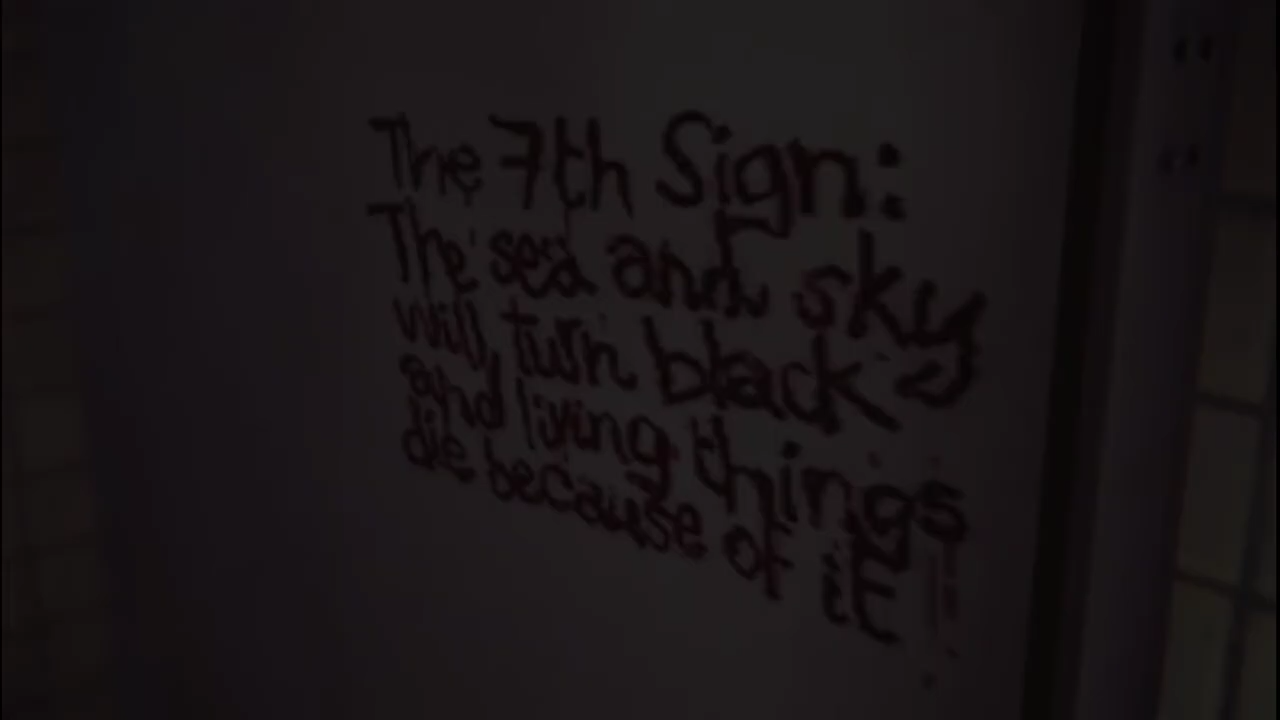 The 7th Sign:
The sea and sky
will turn black
and living things
die because of it!